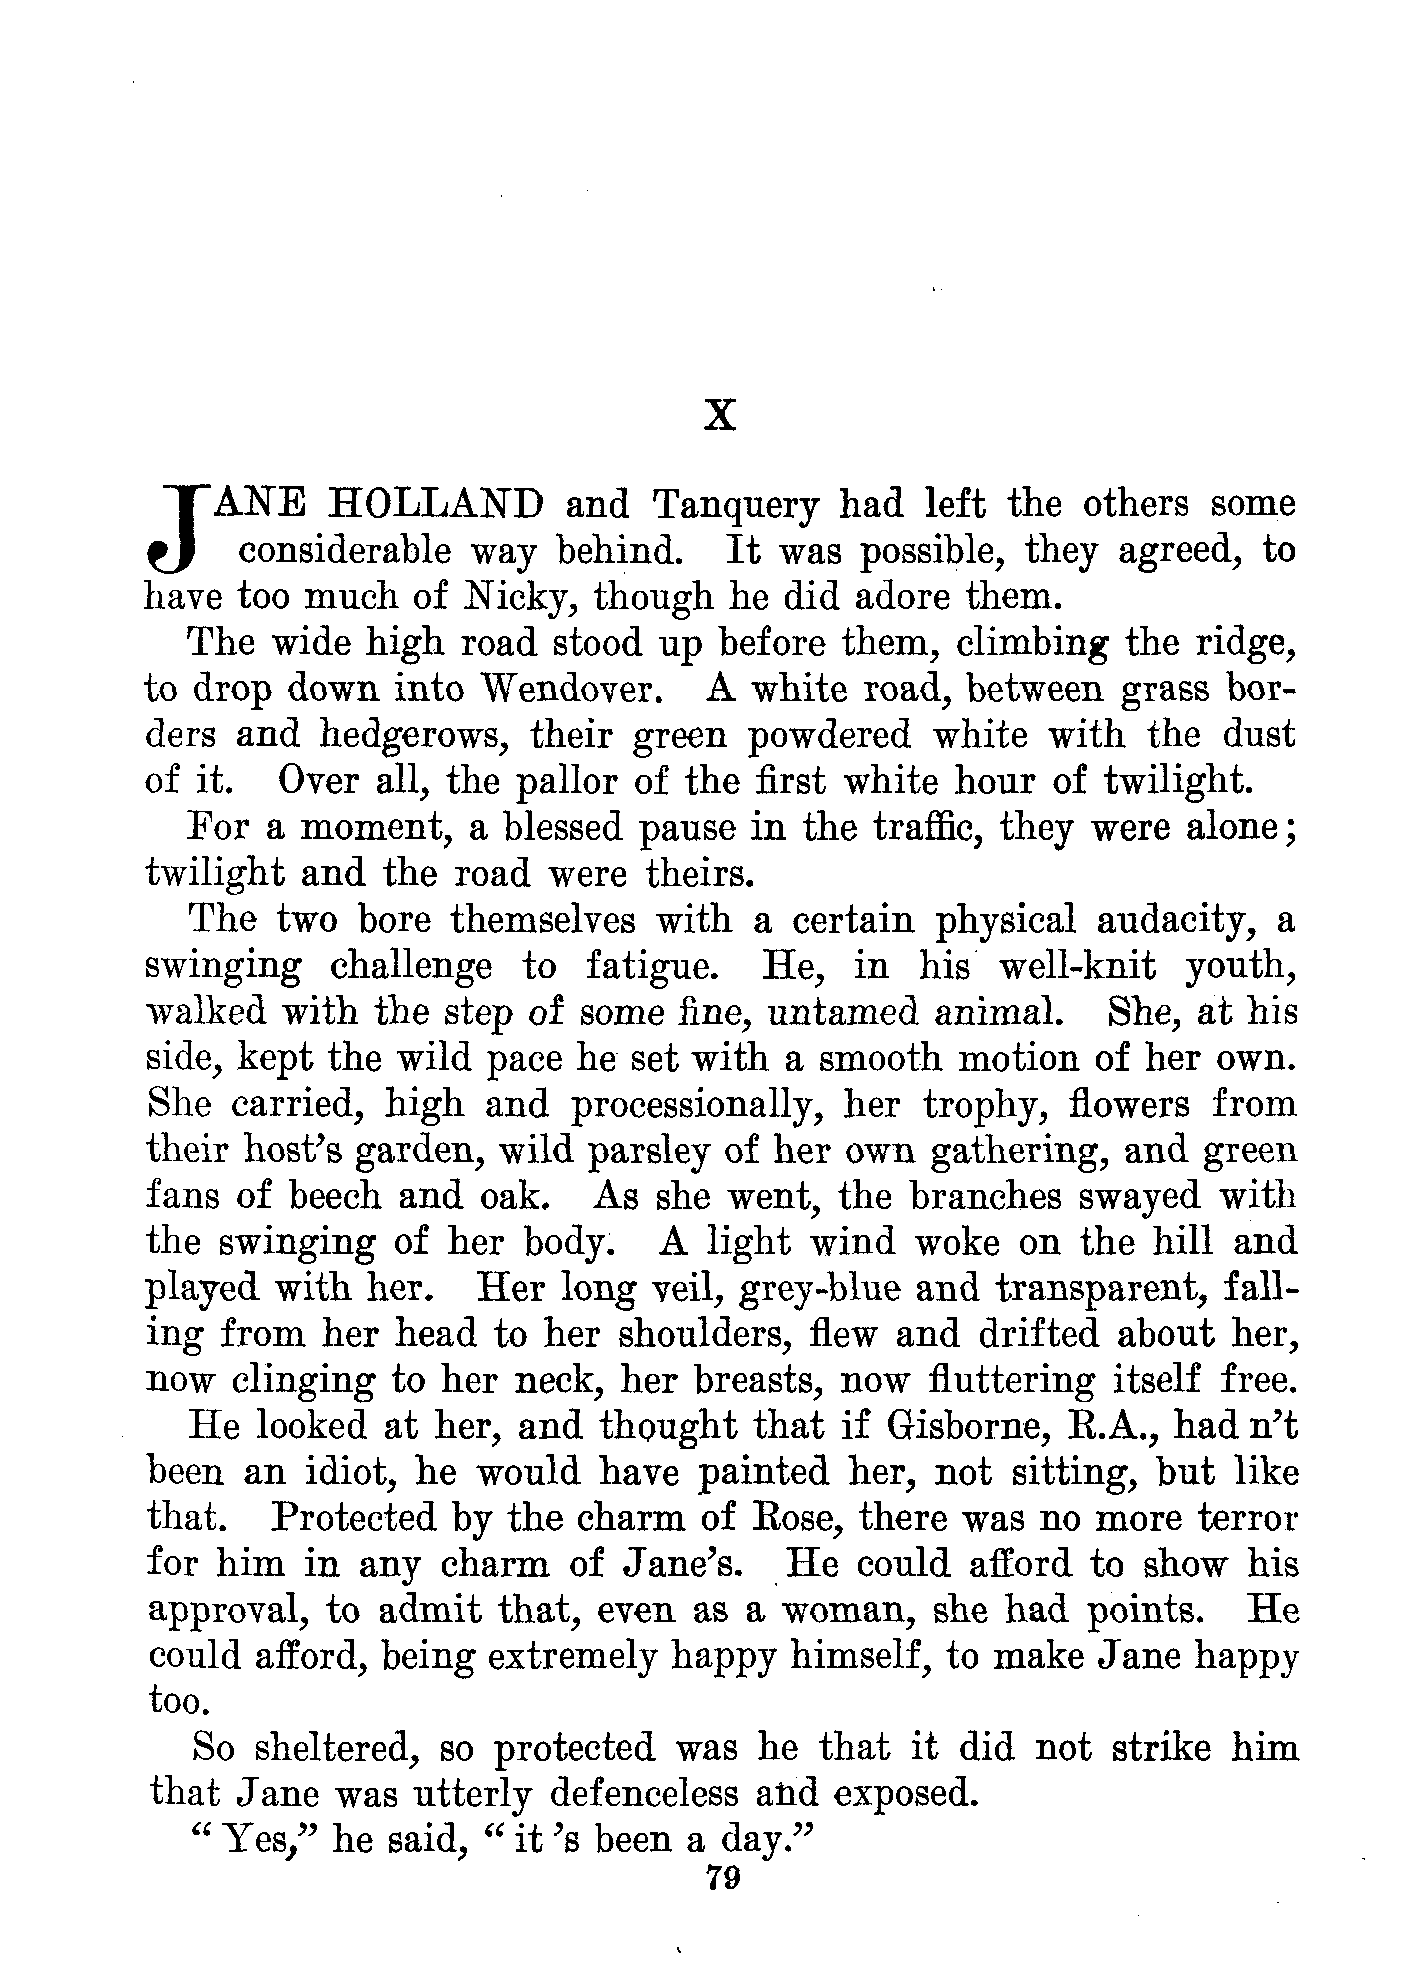 X
JANE HOLLAND and Tanquery had left the others some
considerable way behind. It was possible, they agreed, to
have too much of Nicky, though he did adore them.
The wide high road stood up before them, climbing the ridge,
to drop down into Wendover. A white road, between grass bor-
ders and hedgerows, their green powdered white with the dust
of it. Over all, the pallor of the first white hour of twilight.
For a moment, a blessed pause in the traffic, they were alone;
twilight and the road were theirs.
The two bore themselves with a certain physical audacity, a
swinging challenge to fatigue. He, in his well-knit youth,
walked with the step of some fine, untamed animal. She, at his
side, kept the wild pace he set with a smooth motion of her own.
She carried, high and processionally, her trophy, flowers from
their host's garden, wild parsley of her own gathering, and green
fans of beech and oak. As she went, the branches swayed with
the swinging of her body. A light wind woke on the hill and
played with her. Her long veil, grey-blue and transparent, fall-
ing from her head to her shoulders, flew and drifted about her,
now clinging to her neck, her breasts, now fluttering itself free.
He looked at her, and thought that if Gisborne, R.A., had n't
been an idiot, he would have painted her, not sitting, but like
that. Protected by the charm of Rose, there was no more terror
for him in any charm of Jane's. He could afford to show his
approval, to admit that, even as a woman, she had points. He
could afford, being extremely happy himself, to make Jane happy
too.
So sheltered, so protected was he that it did not strike him
that Jane was utterly defenceless and exposed.
"Yes," he said, "it 's been a day."
79